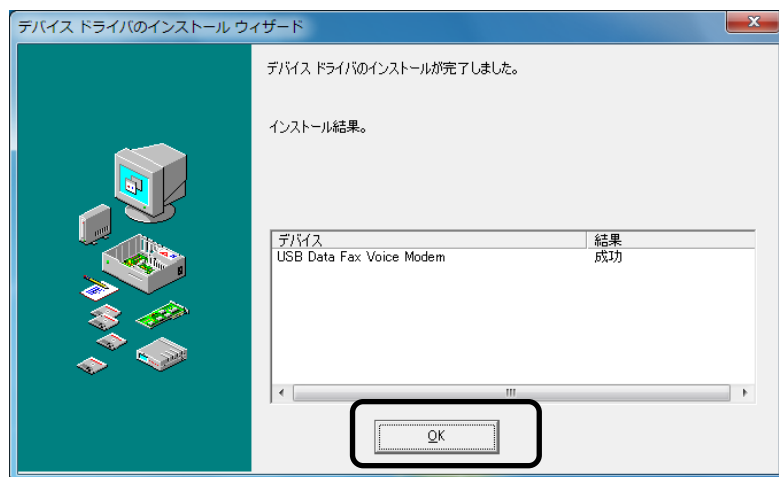 デバイス ドライバのインストール ウィザード
デバイス ドライバのインストールが完了しました。
インストール結果。
デバイス 結果
USB Data Fax Voice Modem 成功
OK